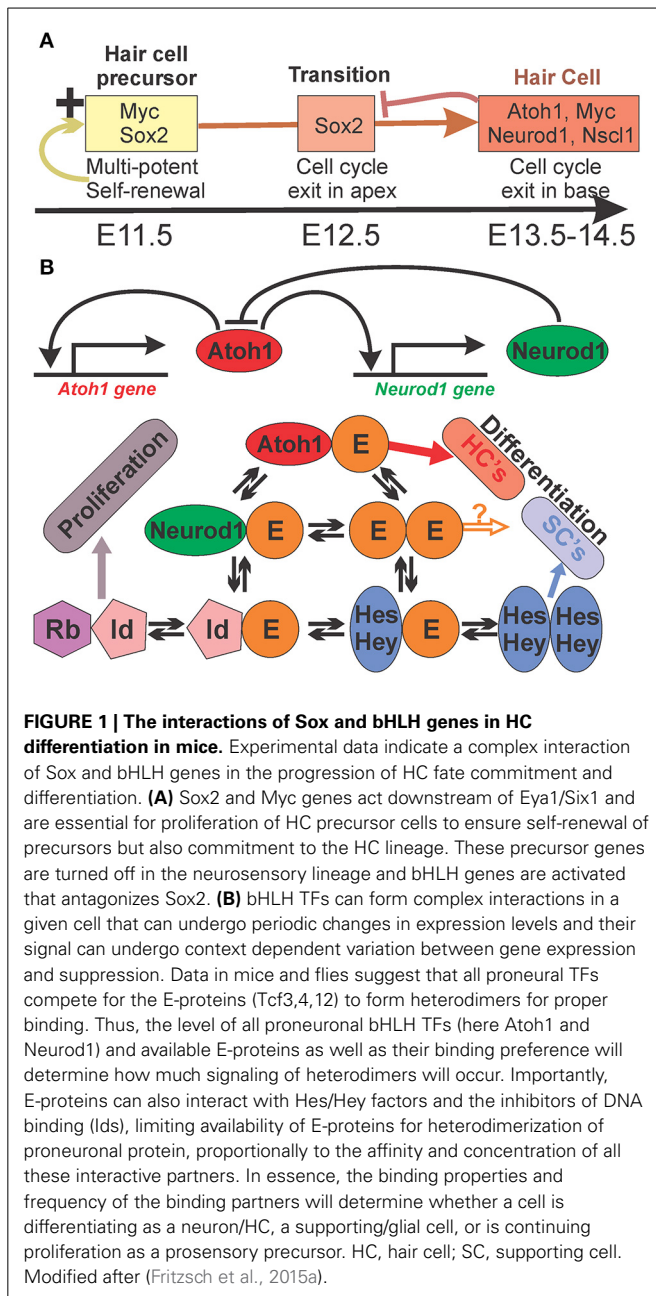 A
Hair cell
precursor
Transition
Hair Cell
+
Myc
Sox2
Sox2
Atoh1, Myc
Neurod1, Nscl1
Multi-potent
Self-renewal
Cell cycle
exit in apex
Cell cycle
exit in base
E11.5
E12.5
E13.5-14.5
B
Atoh1
Neurod1
Atoh1 gene
Neurod1 gene
Proliferation
Atoh1
E
HC's
Differentiation
SC's
Neurod1
E
E
E
?
Rb
Id
Id
E
Hes
Hey
E
Hes
Hey
Hes
Hey
FIGURE 1 | The interactions of Sox and bHLH genes in HC
differentiation in mice. Experimental data indicate a complex interaction
of Sox and bHLH genes in the progression of HC fate commitment and
differentiation. (A) Sox2 and Myc genes act downstream of Eya1/Six1 and
are essential for proliferation of HC precursor cells to ensure self-renewal of
precursors but also commitment to the HC lineage. These precursor genes
are turned off in the neurosensory lineage and bHLH genes are activated
that antagonizes Sox2. (B) bHLH TFs can form complex interactions in a
given cell that can undergo periodic changes in expression levels and their
signal can undergo context dependent variation between gene expression
and suppression. Data in mice and flies suggest that all proneural TFs
compete for the E-proteins (Tcf3,4,12) to form heterodimers for proper
binding. Thus, the level of all proneuronal bHLH TFs (here Atoh1 and
Neurod1) and available E-proteins as well as their binding preference will
determine how much signaling of heterodimers will occur. Importantly,
E-proteins can also interact with Hes/Hey factors and the inhibitors of DNA
binding (Ids), limiting availability of E-proteins for heterodimerization of
proneuronal protein, proportionally to the affinity and concentration of all
these interactive partners. In essence, the binding properties and
frequency of the binding partners will determine whether a cell is
differentiating as a neuron/HC, a supporting/glial cell, or is continuing
proliferation as a prosensory precursor. HC, hair cell; SC, supporting cell.
Modified after (Fritzsch et al., 2015a).